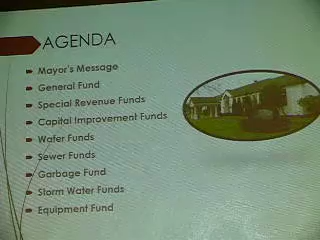 AGENDA
Mayor's Message
General Fund
Special Revenue Funds
Capital Improvement Funds
Water Funds
Sewer Funds
Garbage Fund
Storm Water Funds
Equipment Fund